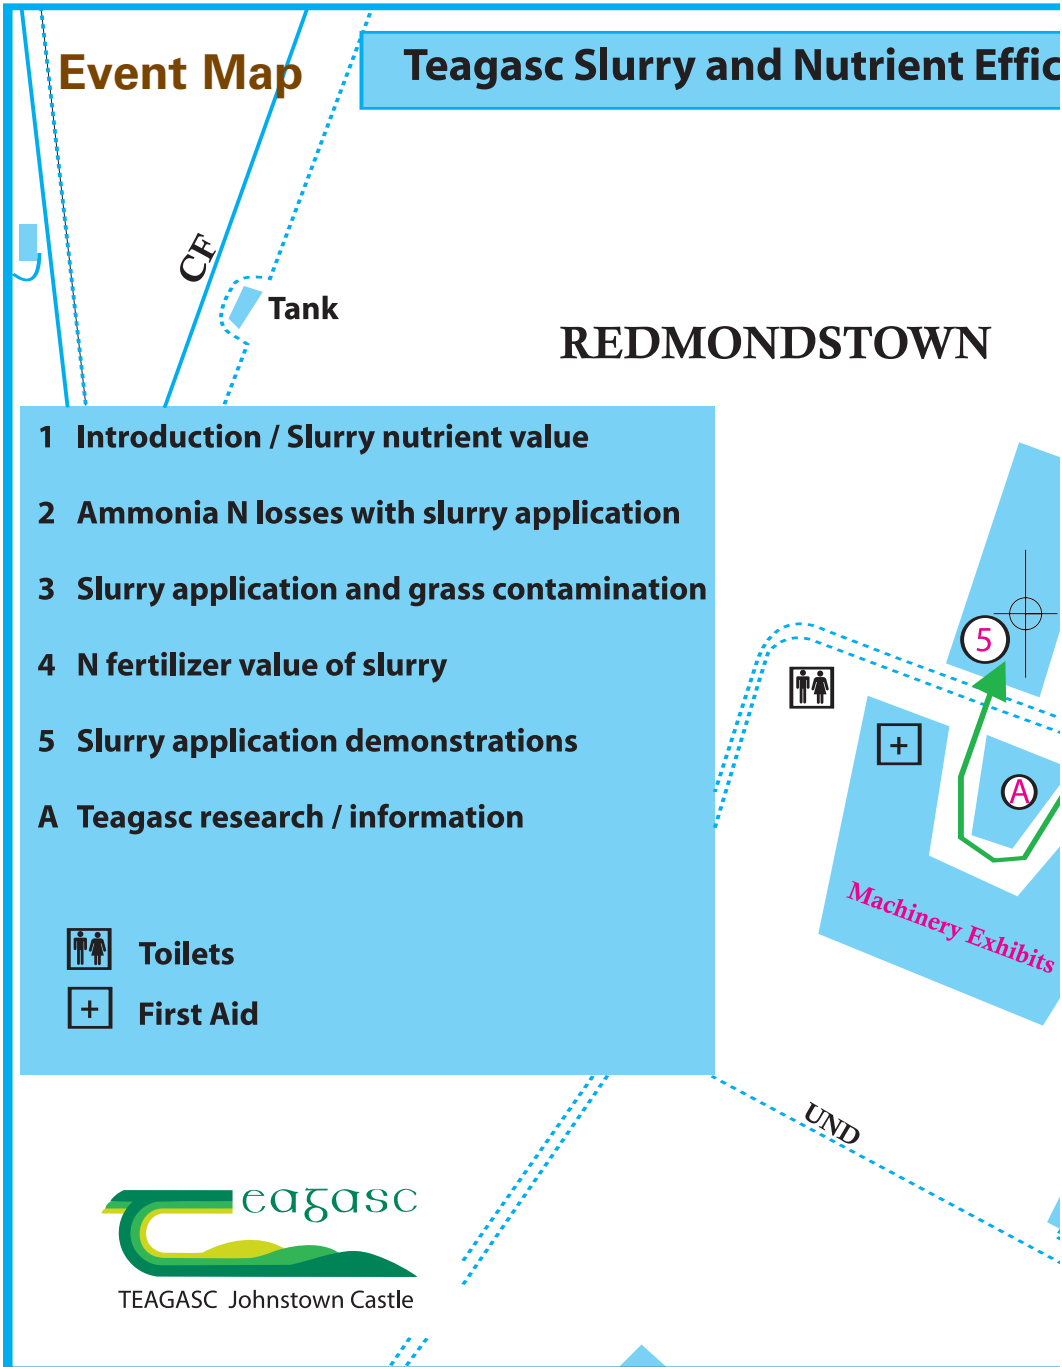 Event Map
Teagasc Slurry and Nutrient Effic
CF
Tank
REDMONDSTOWN
1 Introduction / Slurry nutrient value
2 Ammonia N losses with slurry application
3 Slurry application and grass contamination
4 N fertilizer value of slurry
5 Slurry application demonstrations
A Teagasc research / information
Toilets
+ First Aid
5
+
A
Machinery Exhibits
UND
eagasc
TEAGASC Johnstown Castle